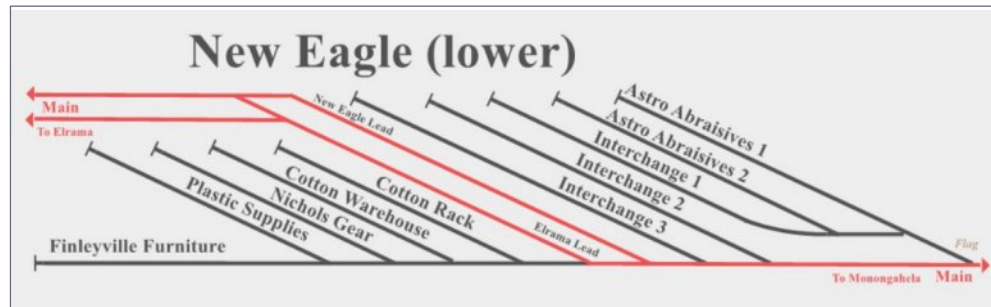 New Eagle (lower)
Main
To Elrama
New Eagle Lead
Astro Abraisives 1
Astro Abraisives 2
Interchange 1
Interchange 2
Interchange 3
Cotton Rack
Cotton Warehouse
Nichols Gear
Plastic Supplies
Finleyville Furniture
Elrama Lead
Flag
To Monongahela
Main